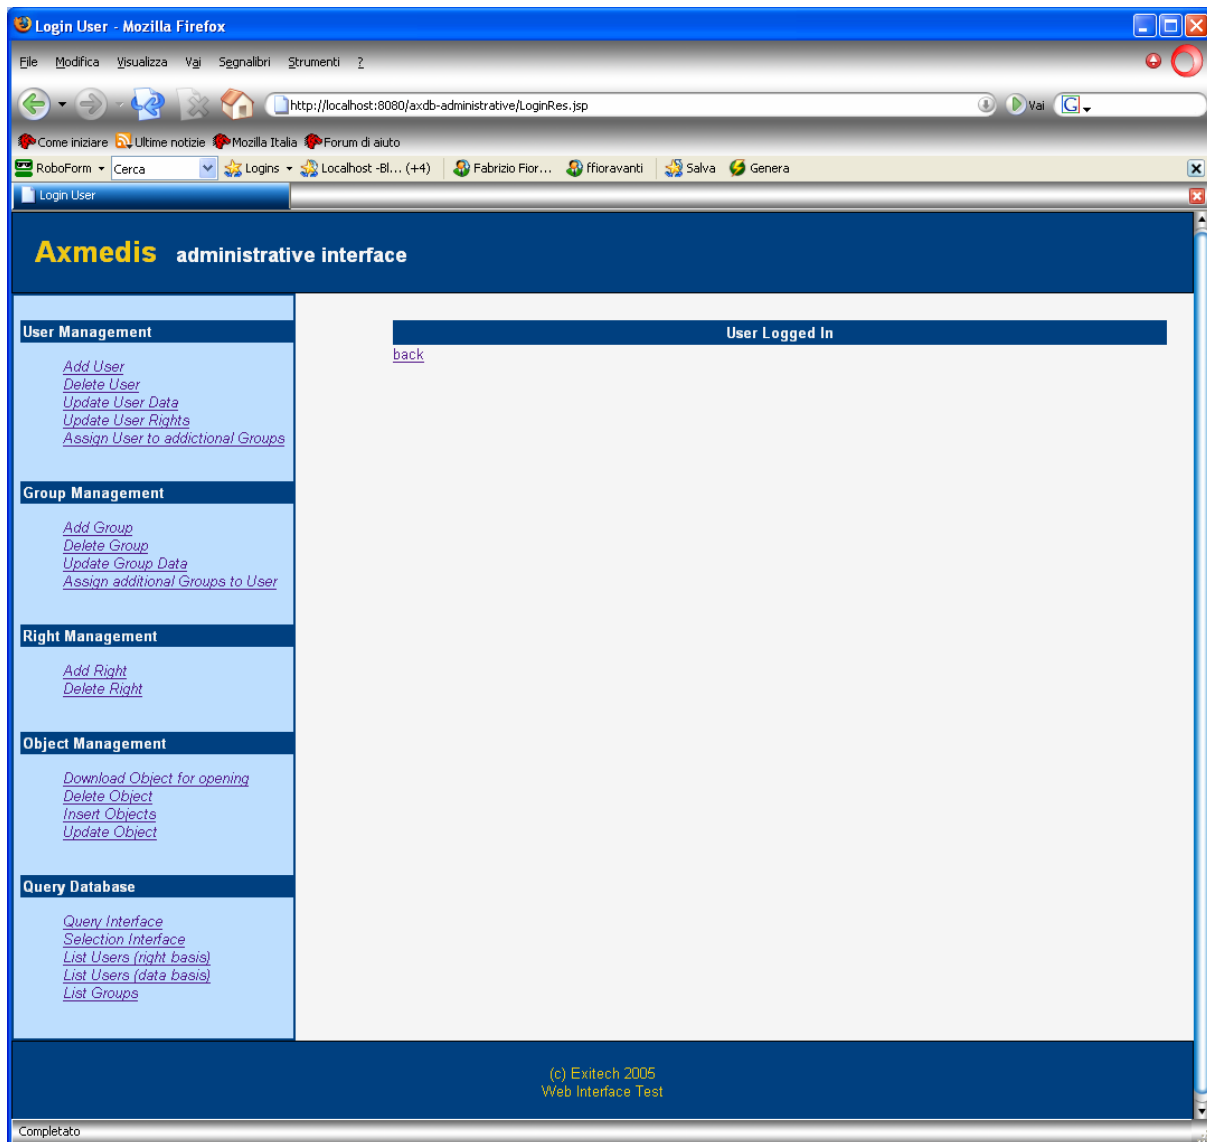 Login User - Mozilla Firefox
File Modifica Visualizza Vai Segnalibri Strumenti ?
http://localhost:8080/axdb-administrative/LoginRes.jsp Vai G
Come iniziare Ultime notizie Mozilla Italia Forum di aiuto
RoboForm Cerca Logins Localhost -Bl... (+4) Fabrizio Fior... ffioravanti Salva Genera
Login User
Axmedis administrative interface
User Management
Add User
Delete User
Update User Data
Update User Rights
Assign User to addictional Groups
Group Management
Add Group
Delete Group
Update Group Data
Assign additional Groups to User
Right Management
Add Right
Delete Right
Object Management
Download Object for opening
Delete Object
Insert Objects
Update Object
Query Database
Query Interface
Selection Interface
List Users (right basis)
List Users (data basis)
List Groups
User Logged In
back
(c) Exitech 2005
Web Interface Test
Completato